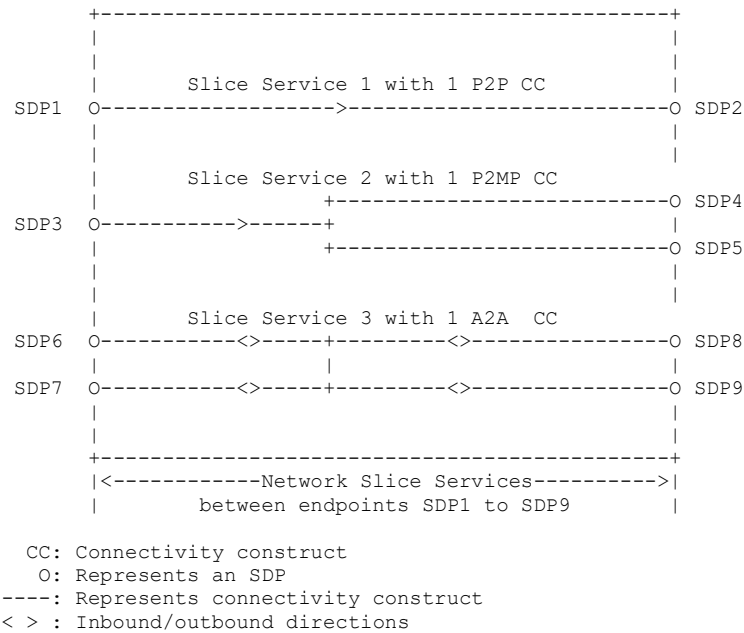 Slice Service 1 with 1 P2P CC
SDP1 O------------------->-------------------------O SDP2
Slice Service 2 with 1 P2MP CC
+----------------------------O SDP4
SDP3 O----------->------+
+----------------------------O SDP5
Slice Service 3 with 1 A2A  CC
SDP6 O-----------<>-----+---------<>---------------O SDP8
SDP7 O-----------<>-----+---------<>---------------O SDP9
|<------------Network Slice Services---------->|
between endpoints SDP1 to SDP9
CC: Connectivity construct
O: Represents an SDP
----: Represents connectivity construct
< > : Inbound/outbound directions